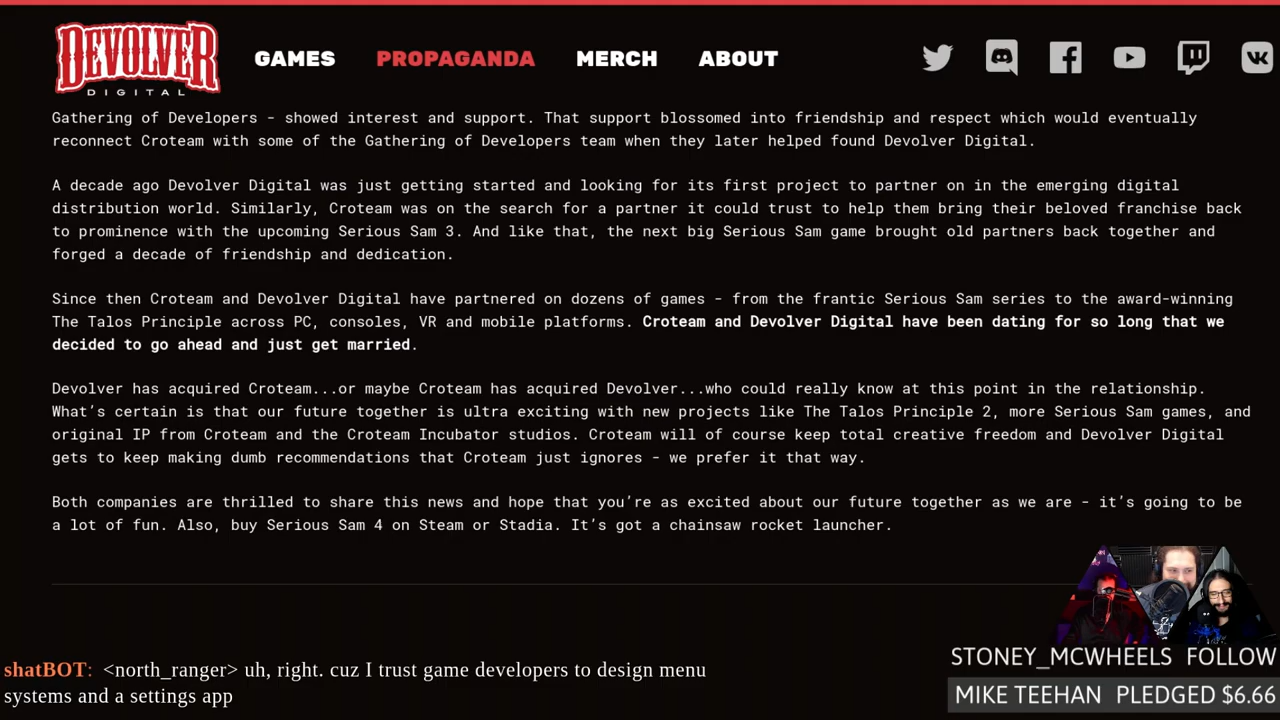 DEVOLVER
DIGITAL
GAMES PROPAGANDA MERCH ABOUT
Gathering of Developers - showed interest and support. That support blossomed into friendship and respect which would eventually
reconnect Croteam with some of the Gathering of Developers team when they later helped found Devolver Digital.
A decade ago Devolver Digital was just getting started and looking for its first project to partner on in the emerging digital
distribution world. Similarly, Croteam was on the search for a partner it could trust to help them bring their beloved franchise back
to prominence with the upcoming Serious Sam 3. And like that, the next big Serious Sam game brought old partners back together and
forged a decade of friendship and dedication.
Since then Croteam and Devolver Digital have partnered on dozens of games - from the frantic Serious Sam series to the award-winning
The Talos Principle across PC, consoles, VR and mobile platforms. Croteam and Devolver Digital have been dating for so long that we
decided to go ahead and just get married.
Devolver has acquired Croteam...or maybe Croteam has acquired Devolver...who could really know at this point in the relationship.
What's certain is that our future together is ultra exciting with new projects like The Talos Principle 2, more Serious Sam games, and
original IP from Croteam and the Croteam Incubator studios. Croteam will of course keep total creative freedom and Devolver Digital
gets to keep making dumb recommendations that Croteam just ignores - we prefer it that way.
Both companies are thrilled to share this news and hope that you're as excited about our future together as we are - it's going to be
a lot of fun. Also, buy Serious Sam 4 on Steam or Stadia. It's got a chainsaw rocket launcher.
shatBOT: <north_ranger> uh, right. cuz I trust game developers to design menu
systems and a settings app
STONEY_MCWHEELS FOLLOW
MIKE TEEHAN PLEDGED $6.66